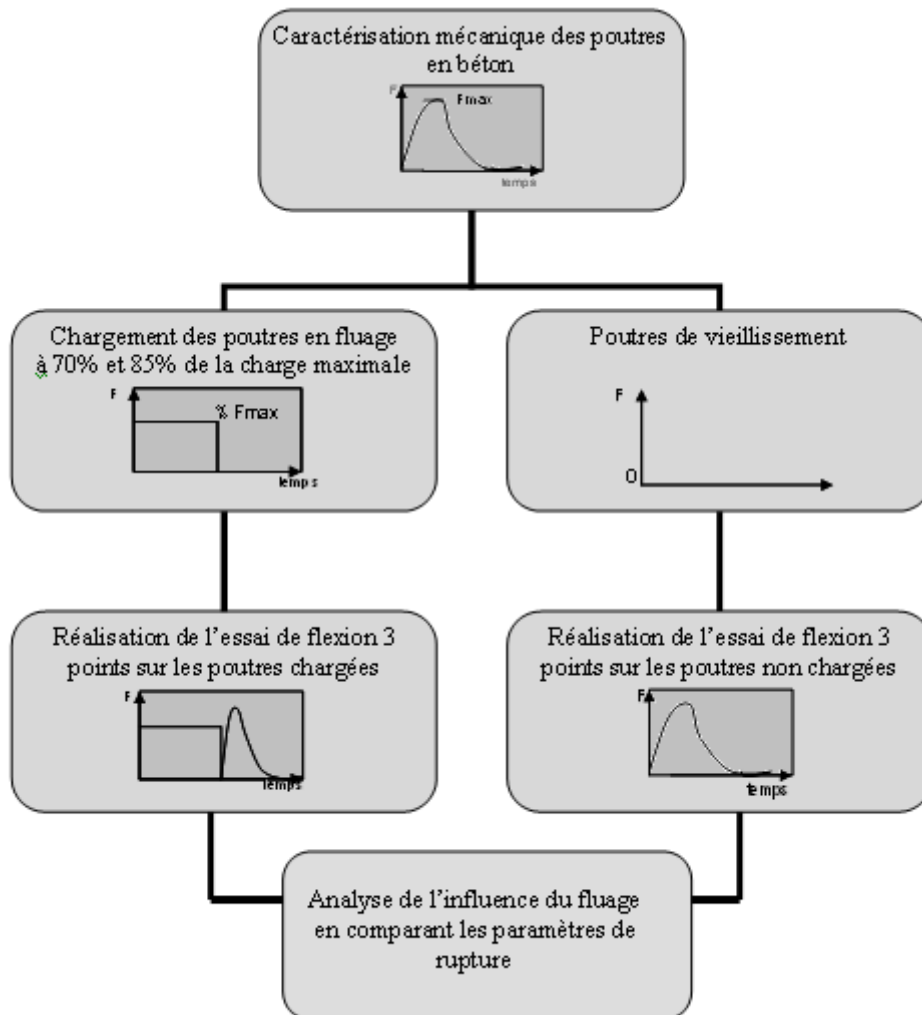 Caractérisation mécanique des poutres
en béton
F
Fmax
temps
Chargement des poutres en fluage
à 70% et 85% de la charge maximale
F
% Fmax
temps
Poutres de vieillissement
F
O
Réalisation de l'essai de flexion 3
points sur les poutres chargées
F
temps
Réalisation de l'essai de flexion 3
points sur les poutres non chargées
F
temps
Analyse de l'influence du fluage
en comparant les paramètres de
rupture